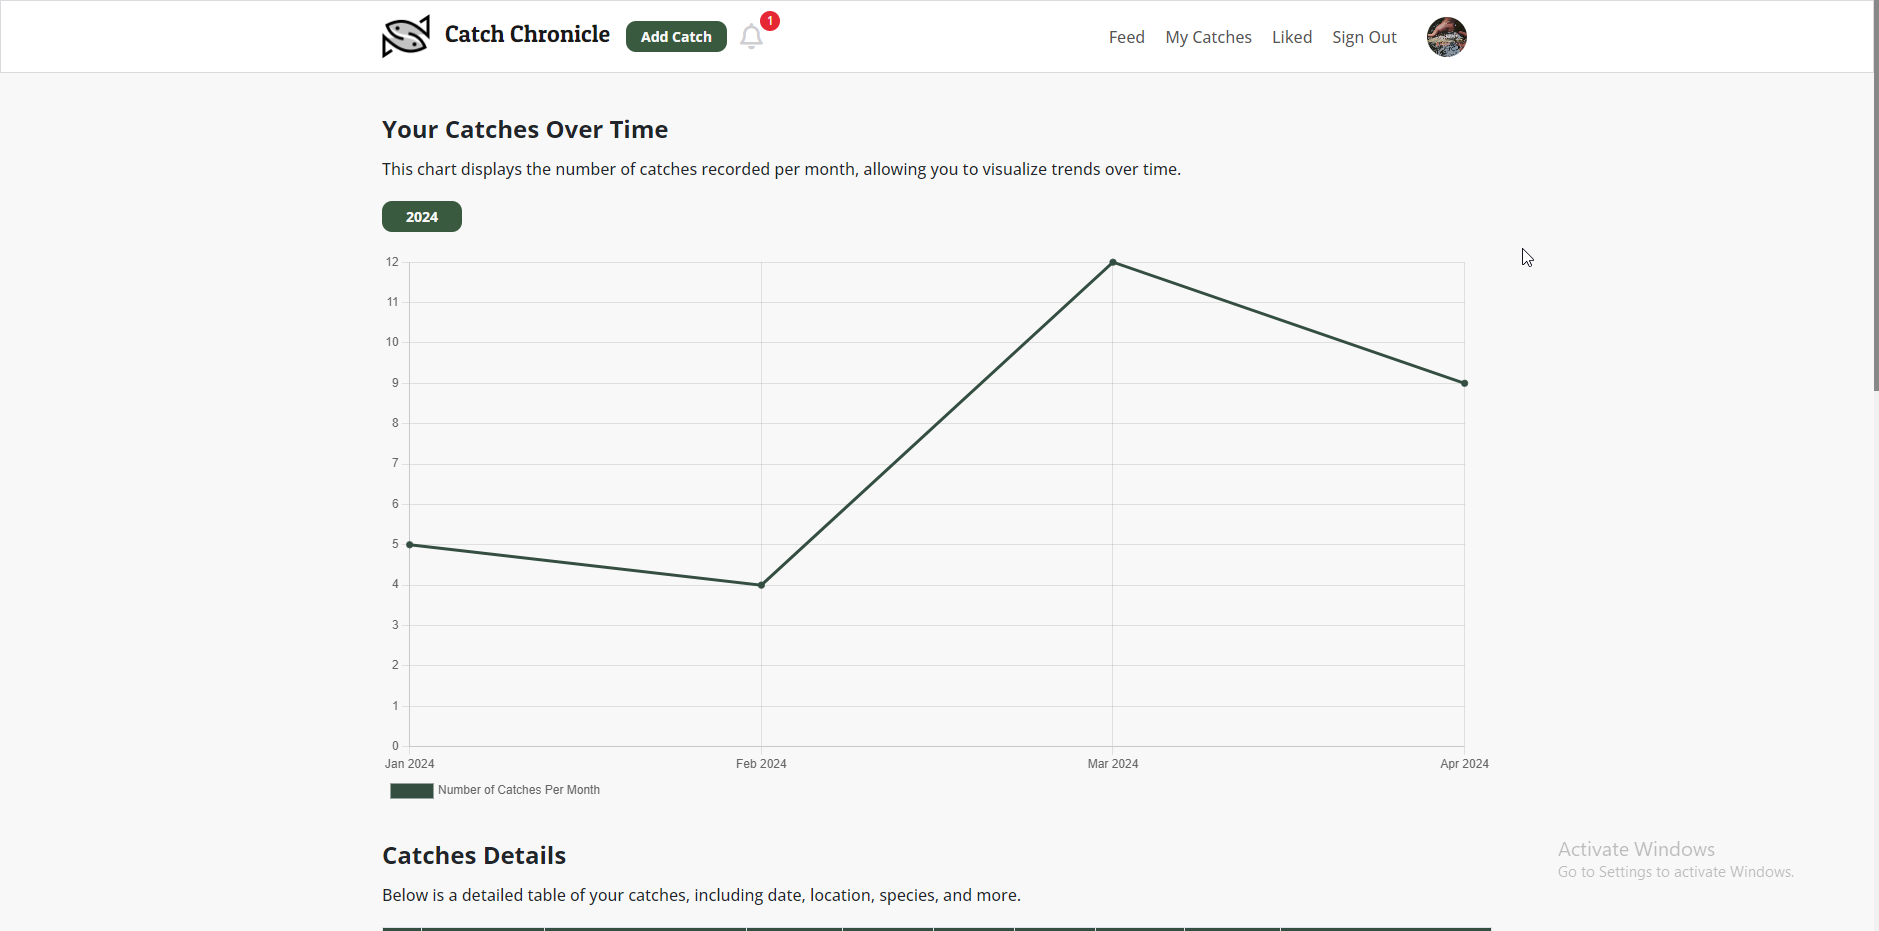 Catch Chronicle
Add Catch
1
Feed
My Catches
Liked
Sign Out
Your Catches Over Time
This chart displays the number of catches recorded per month, allowing you to visualize trends over time.
2024
12
11
10
9
8
7
6
5
4
3
2
1
0
Jan 2024
Feb 2024
Mar 2024
Apr 2024
Number of Catches Per Month
Catches Details
Below is a detailed table of your catches, including date, location, species, and more.
Activate Windows
Go to Settings to activate Windows.